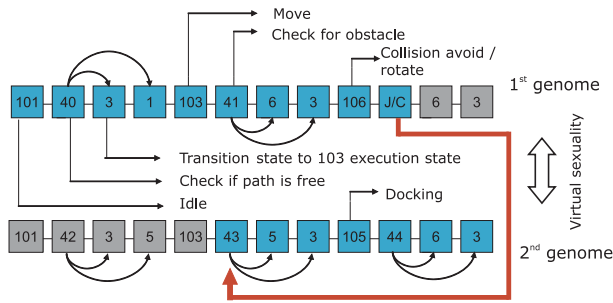 Move
Check for obstacle
Collision avoid /
rotate
1st genome
101 40 3 1 103 41 6 3 106 J/C 6 3
Transition state to 103 execution state
Check if path is free
Idle
Docking
Virtual sexuality
101 42 3 5 103 43 5 3 105 44 6 3
2nd genome